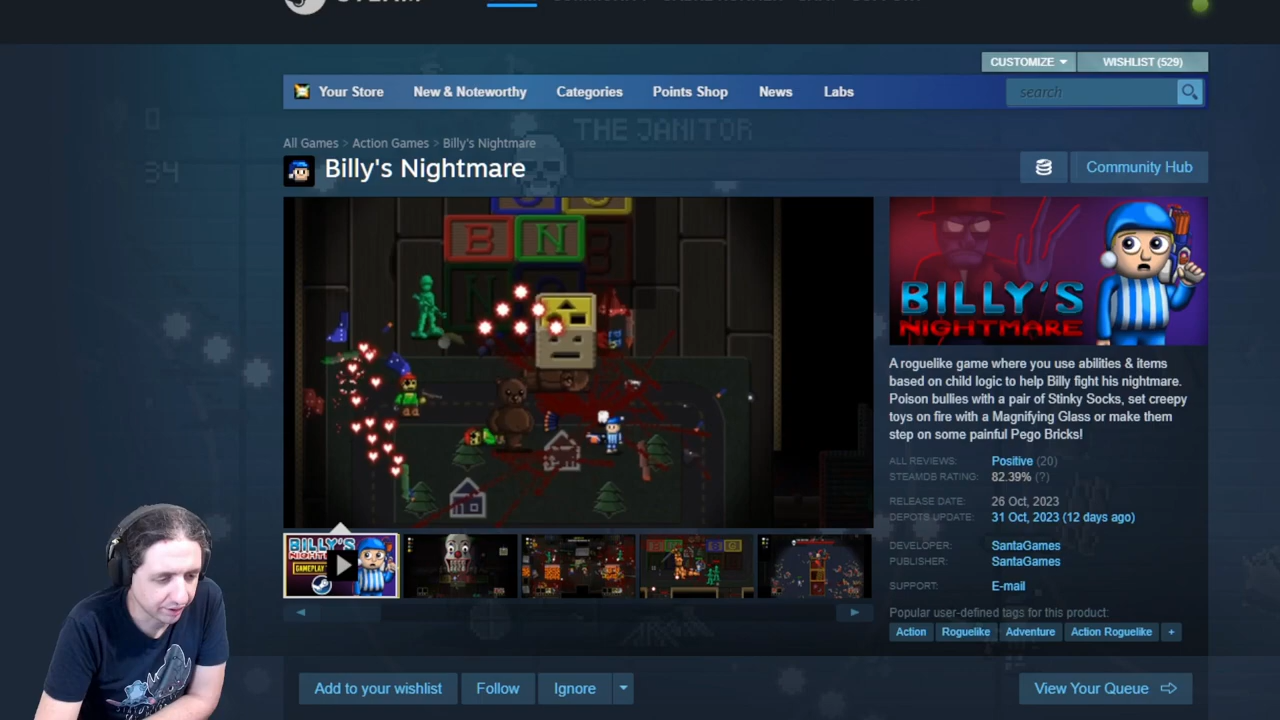 CUSTOMIZE
WISHLIST (529)
Your Store
New & Noteworthy
Categories
Points Shop
News
Labs
search
0
34
THE JANITOR
All Games > Action Games > Billy's Nightmare
Billy's Nightmare
Community Hub
B
N
BILLY'S
NIGHTMARE
A roguelike game where you use abilities & items
based on child logic to help Billy fight his nightmare.
Poison bullies with a pair of Stinky Socks, set creepy
toys on fire with a Magnifying Glass or make them
step on some painful Pego Bricks!
ALL REVIEWS: Positive (20)
STEAMDB RATING: 82.39% (?)
RELEASE DATE: 26 Oct, 2023
DEPOTS UPDATE: 31 Oct, 2023 (12 days ago)
DEVELOPER: SantaGames
PUBLISHER: SantaGames
SUPPORT: E-mail
Popular user-defined tags for this product:
Action
Roguelike
Adventure
Action Roguelike
+
BILLY'S
Add to your wishlist
Follow
Ignore
View Your Queue